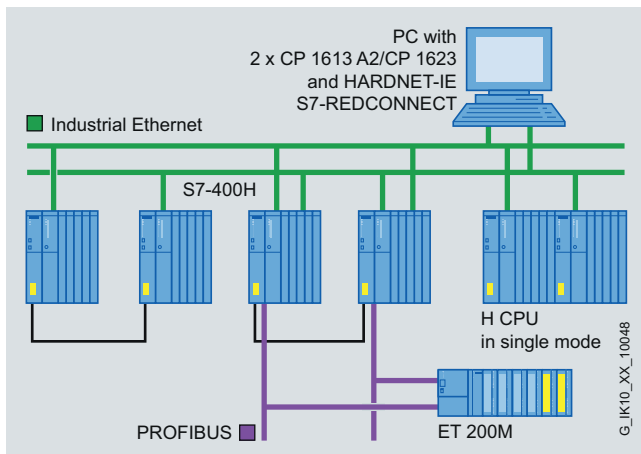 PC with
2 x CP 1613 A2/CP 1623
and HARDNET-IE
S7-REDCONNECT
Industrial Ethernet
S7-400H
H CPU
in single mode
PROFIBUS
ET 200M
G_IK10_XX_10048